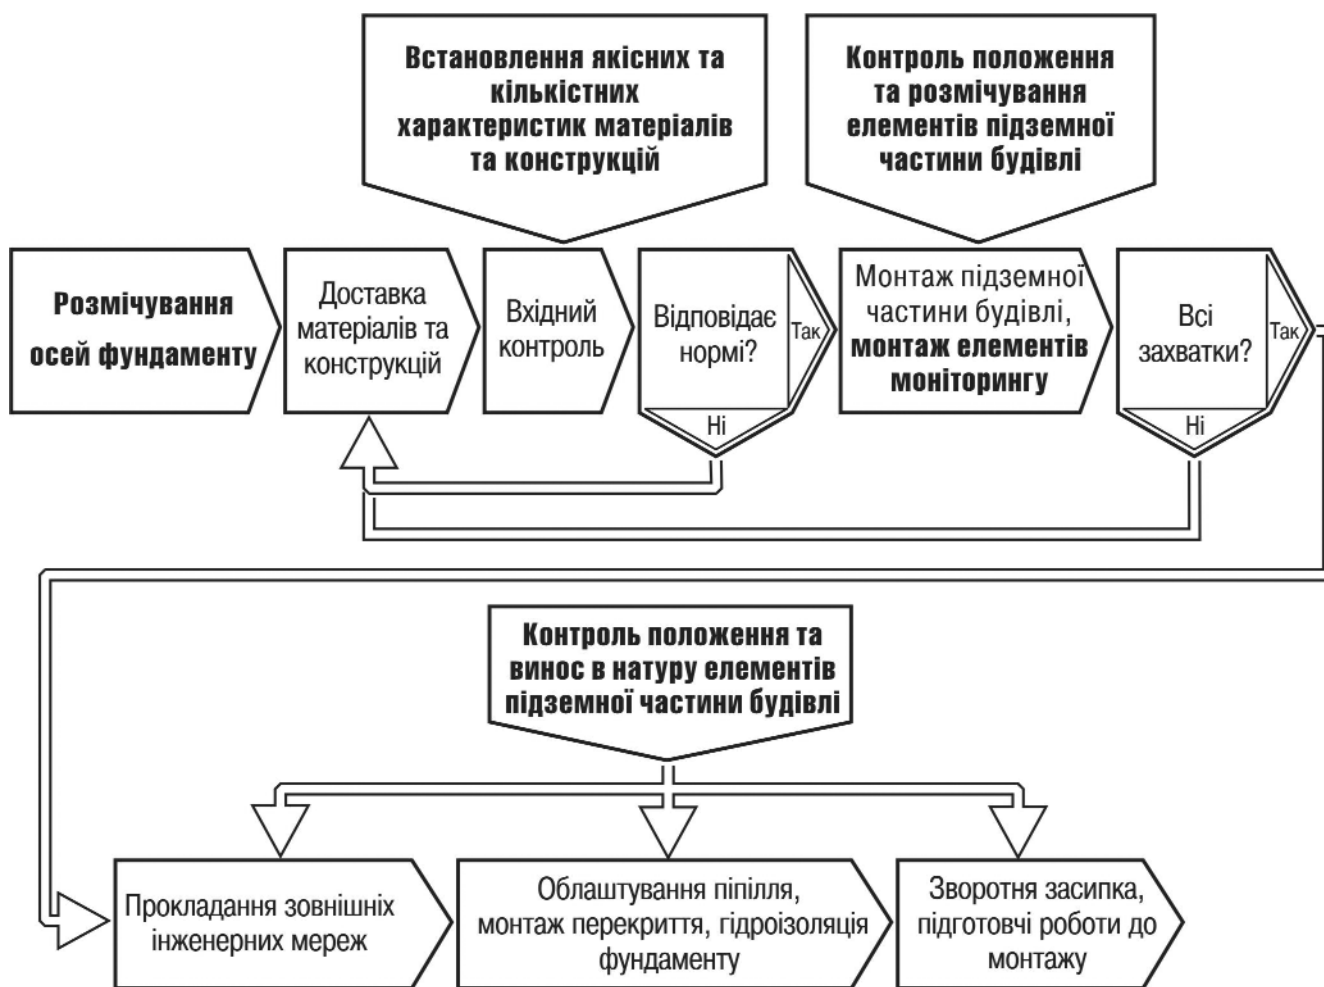 Встановлення якісних та
кількістних
характеристик матеріалів
та конструкцій
Контроль положення
та розмічування
елементів підземної
частини будівлі
Розмічування
осей фундаменту
Доставка
матеріалів та
конструкцій
Вхідний
контроль
Відповідає
нормі?
Так
Ні
Монтаж підземної
частини будівлі,
монтаж елементів
моніторингу
Всі
захватки?
Так
Ні
Контроль положення та
винос в натуру елементів
підземної частини будівлі
Прокладання зовнішніх
інженерних мереж
Облаштування піпілля,
монтаж перекриття, гідроізоляція
фундаменту
Зворотня засипка,
підготовчі роботи до
монтажу